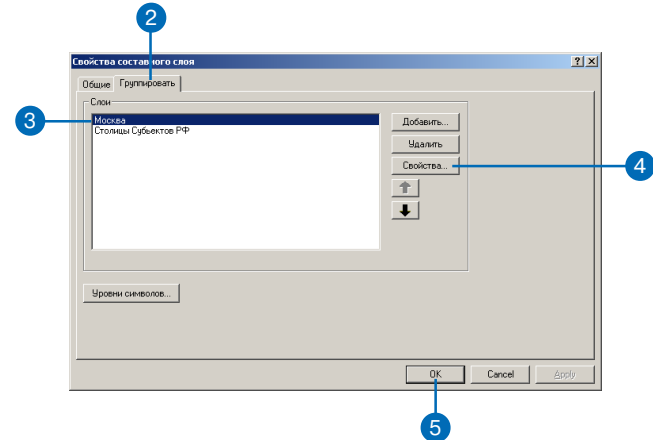 2
Свойства составного слоя
Общие Группировать
Слои
3
Москва
Столицы Субъектов РФ
Добавить...
Удалить
Свойства...
4
Уровни символов...
OK Cancel Apply
5